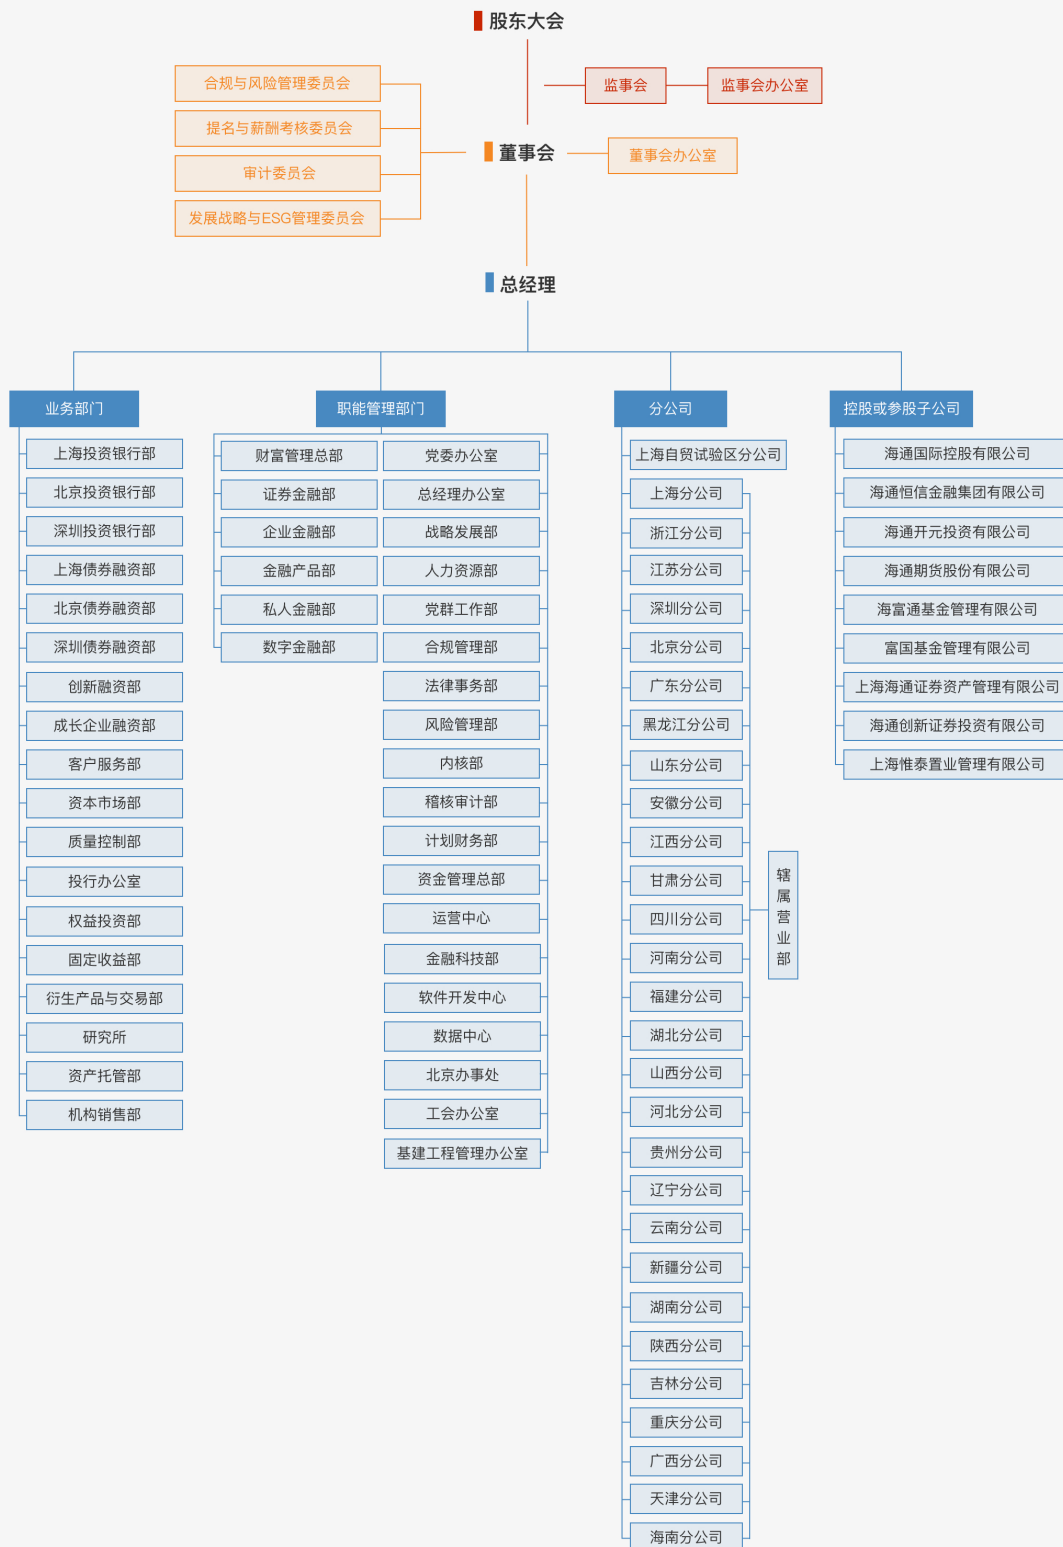 股东大会
监事会
监事会办公室
合规与风险管理委员会
提名与薪酬考核委员会
审计委员会
发展战略与ESG管理委员会
董事会
董事会办公室
总经理
业务部门
上海投资银行部
北京投资银行部
深圳投资银行部
上海债券融资部
北京债券融资部
深圳债券融资部
创新融资部
成长企业融资部
客户服务部
资本市场部
质量控制部
投行办公室
权益投资部
固定收益部
衍生产品与交易部
研究所
资产托管部
机构销售部
职能管理部门
财富管理总部
证券金融部
企业金融部
金融产品部
私人金融部
数字金融部
党委办公室
总经理办公室
战略发展部
人力资源部
党群工作部
合规管理部
法律事务部
风险管理部
内核部
稽核审计部
计划财务部
资金管理总部
运营中心
金融科技部
软件开发中心
数据中心
北京办事处
工会办公室
基建工程管理办公室
分公司
上海自贸试验区分公司
上海分公司
浙江分公司
江苏分公司
深圳分公司
北京分公司
广东分公司
黑龙江分公司
山东分公司
安徽分公司
江西分公司
甘肃分公司
四川分公司
河南分公司
福建分公司
湖北分公司
山西分公司
河北分公司
贵州分公司
辽宁分公司
云南分公司
新疆分公司
湖南分公司
陕西分公司
吉林分公司
重庆分公司
广西分公司
天津分公司
海南分公司
辖属营业部
控股或参股子公司
海通国际控股有限公司
海通恒信金融集团有限公司
海通开元投资有限公司
海通期货股份有限公司
海富通基金管理有限公司
富国基金管理有限公司
上海海通证券资产管理有限公司
海通创新证券投资有限公司
上海惟泰置业管理有限公司